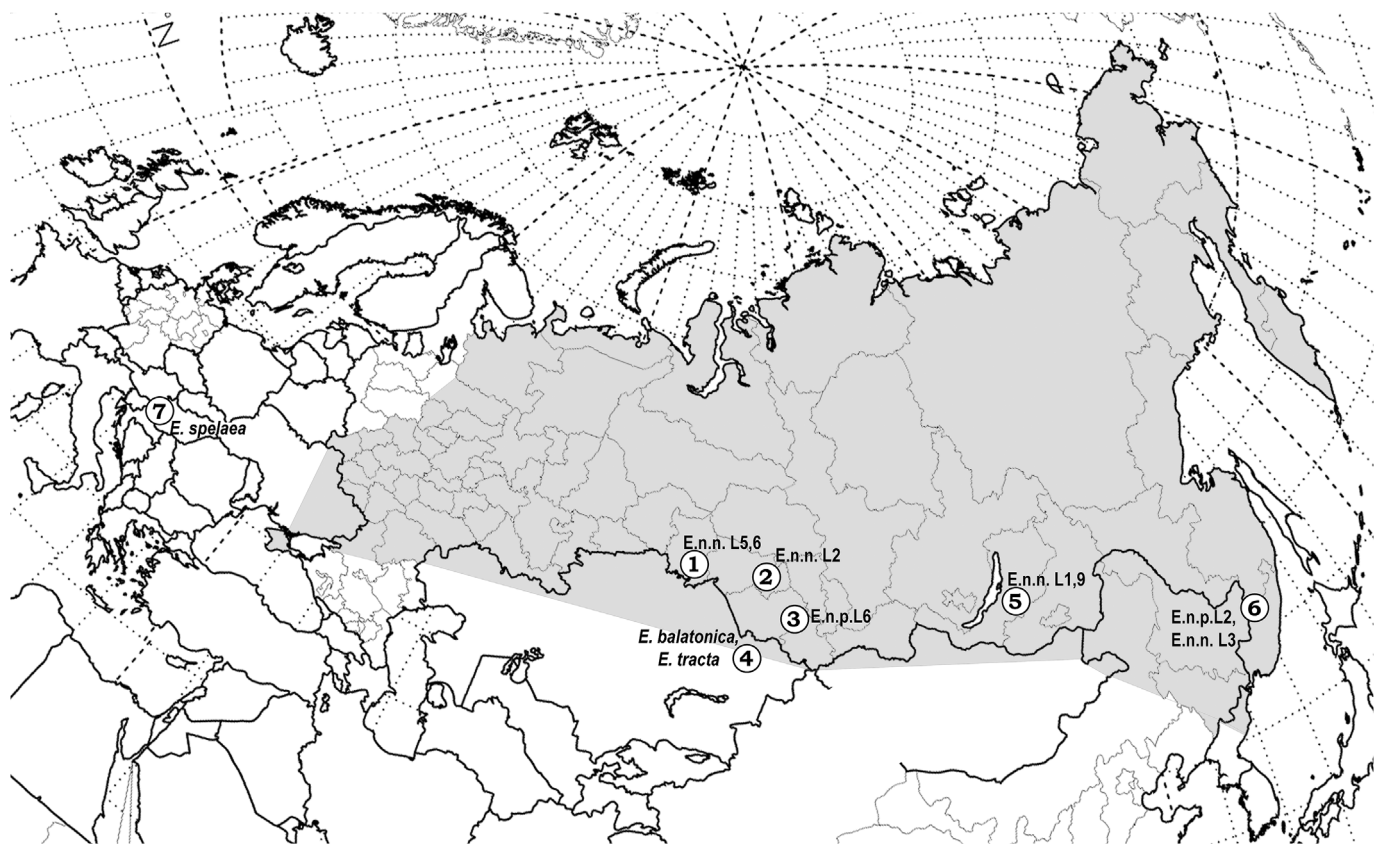 N
7
E. spelaea
E.n.n. L5,6
1
2
E.n.n. L2
3
E.n.p.L6
E. balatonica,
E. tracta
4
E.n.n. L1,9
5
E.n.p.L2,
E.n.n. L3
6